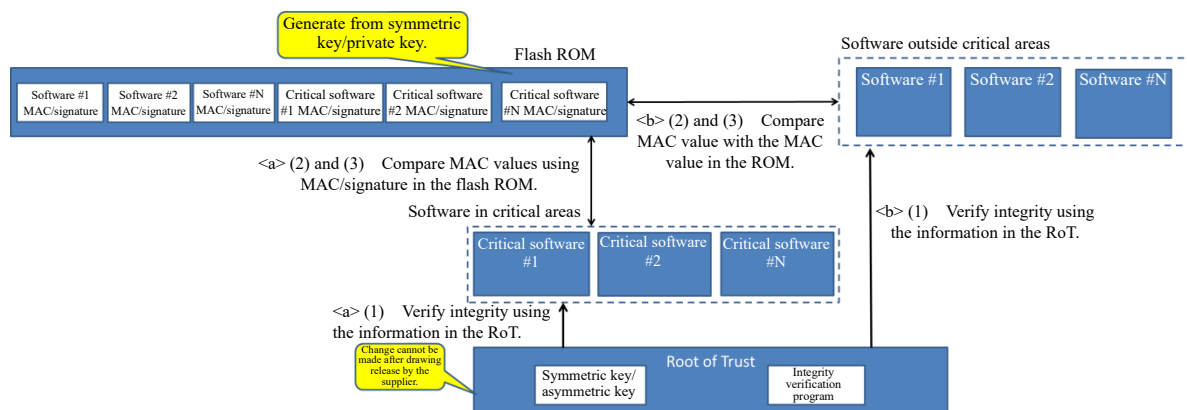 Generate from symmetric
key/private key.
Flash ROM
Software #1
MAC/signature
Software #2
MAC/signature
Software #N
MAC/signature
Critical software
#1 MAC/signature
Critical software
#2 MAC/signature
Critical software
#N MAC/signature
Software outside critical areas
Software #1
Software #2
Software #N
<b> (2) and (3) Compare
MAC value with the MAC
value in the ROM.
<a> (2) and (3) Compare MAC values using
MAC/signature in the flash ROM.
Software in critical areas
Critical software
#1
Critical software
#2
Critical software
#N
<b> (1) Verify integrity using
the information in the RoT.
<a> (1) Verify integrity using
the information in the RoT.
Change cannot be
made after drawing
release by the
supplier.
Root of Trust
Symmetric key/
asymmetric key
Integrity
verification
program